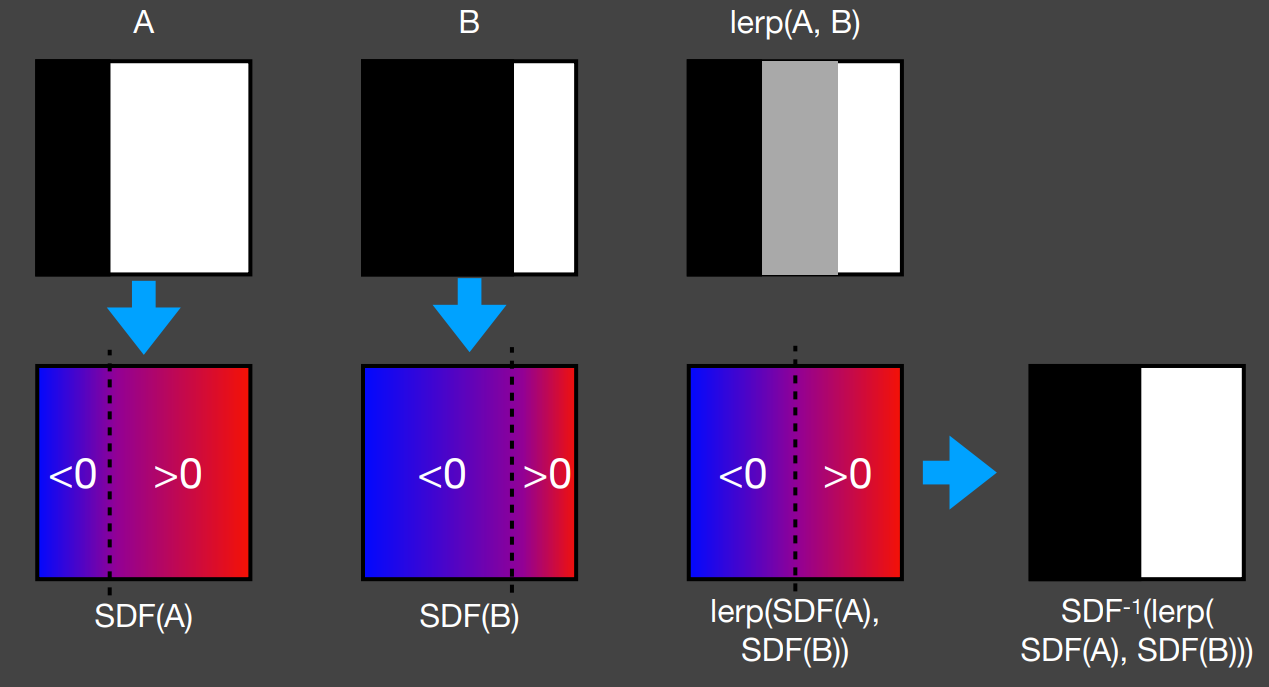 A
B
lerp(A, B)
<0
>0
<0
>0
<0
>0
SDF(A)
SDF(B)
lerp(SDF(A),
SDF(B))
SDF-1(lerp(
SDF(A), SDF(B)))